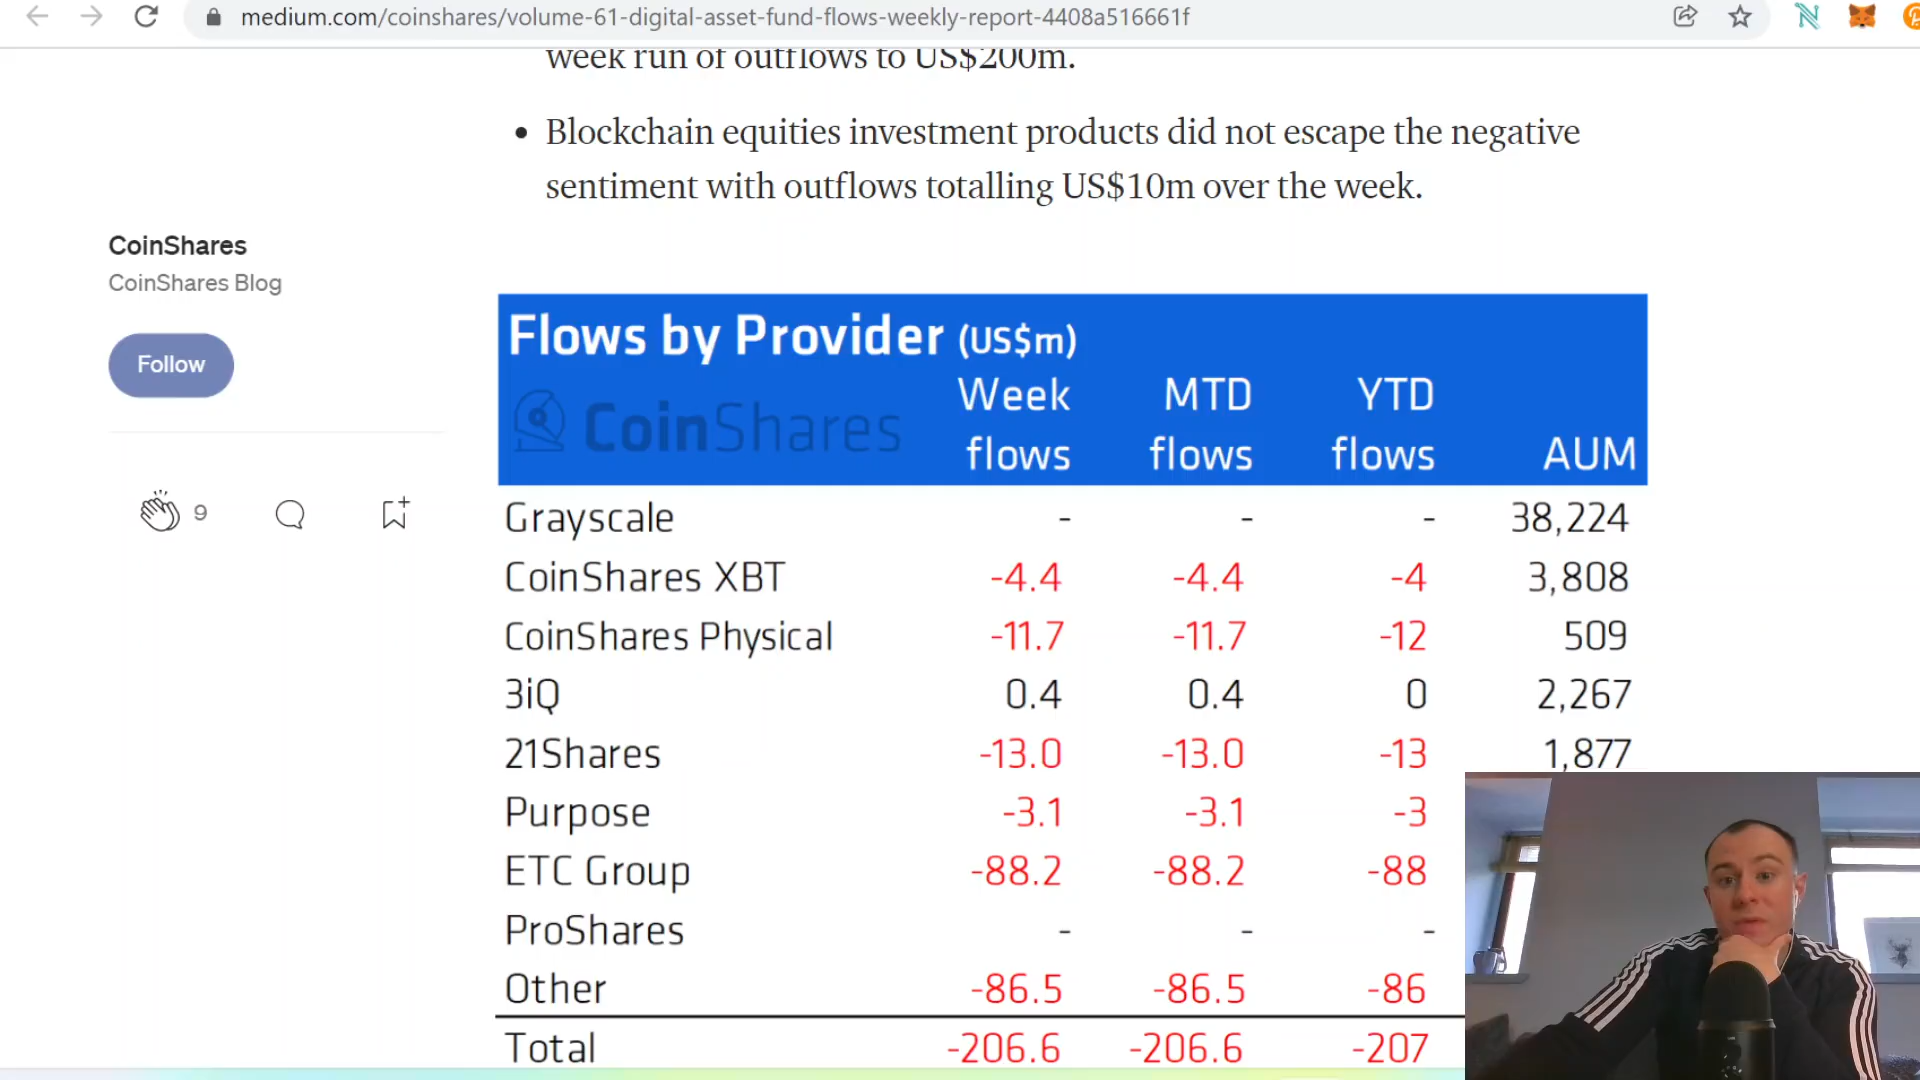 medium.com/coinshares/volume-61-digital-asset-fund-flows-weekly-report-4408a516661f
week run of outflows to US$200m.
• Blockchain equities investment products did not escape the negative
sentiment with outflows totalling US$10m over the week.
CoinShares
CoinShares Blog
Follow
9
Flows by Provider (US$m)
CoinShares
Week flows MTD flows YTD flows AUM
Grayscale - - - 38,224
CoinShares XBT -4.4 -4.4 -4 3,808
CoinShares Physical -11.7 -11.7 -12 509
3iQ 0.4 0.4 0 2,267
21Shares -13.0 -13.0 -13 1,877
Purpose -3.1 -3.1 -3
ETC Group -88.2 -88.2 -88
ProShares - - -
Other -86.5 -86.5 -86
Total -206.6 -206.6 -207